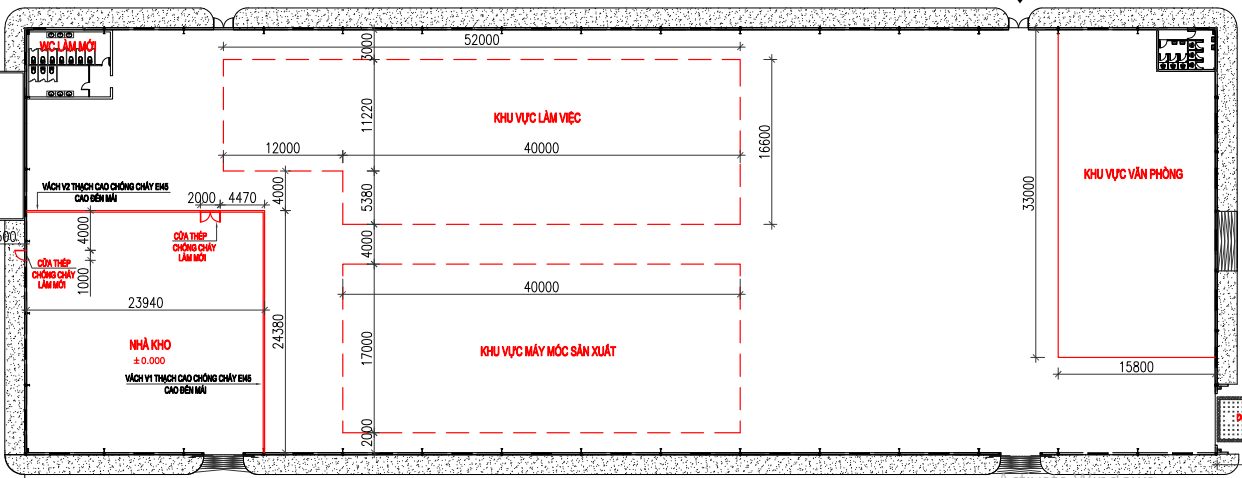 WC LÀM MỚI
3000
52000
11220
KHU VỰC LÀM VIỆC
16600
12000
40000
KHU VỰC VĂN PHÒNG
33000
VÁCH V2 THẠCH CAO CHỐNG CHÁY EI45
CAO ĐẾN MÁI
2000
4470
4000
5380
4000
CỬA THÉP
CHỐNG CHÁY
LÀM MỚI
4000
CỬA THÉP
CHỐNG CHÁY
LÀM MỚI
1000
23940
40000
24380
NHÀ KHO
±0.000
17000
KHU VỰC MÁY MÓC SẢN XUẤT
VÁCH V1 THẠCH CAO CHỐNG CHÁY EI45
CAO ĐẾN MÁI
15800
2000